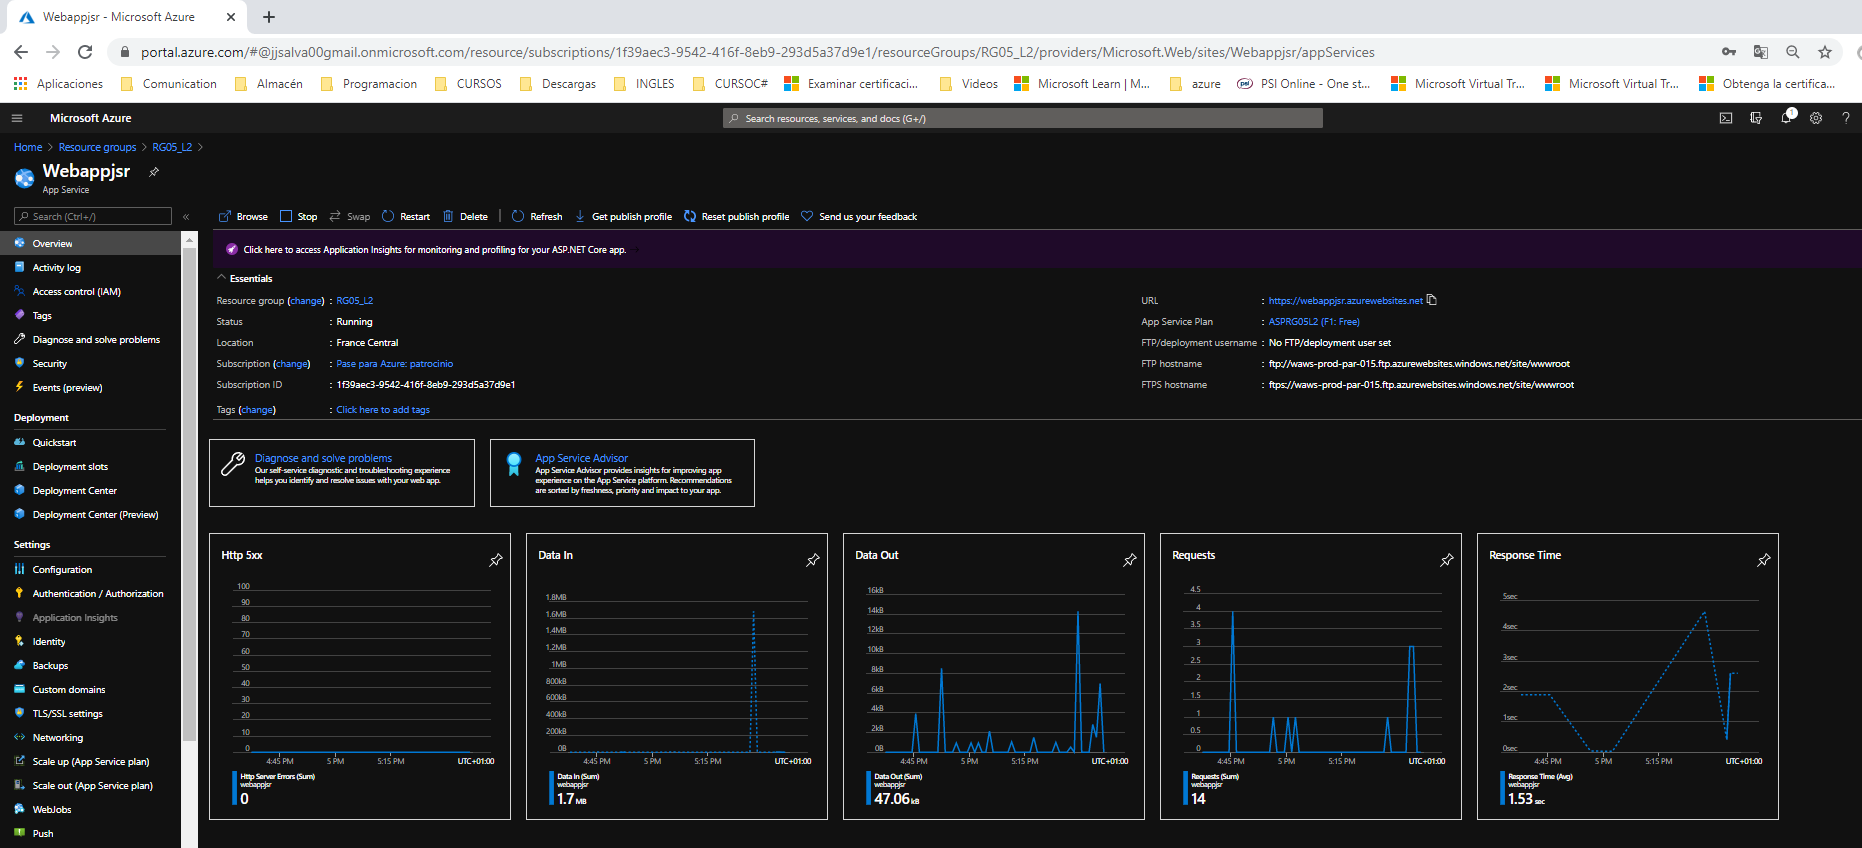 Webappjsr - Microsoft Azure
portal.azure.com/#@jjsalva00gmail.onmicrosoft.com/resource/subscriptions/1f39aec3-9542-416f-8eb9-293d5a37d9e1/resourceGroups/RG05_L2/providers/Microsoft.Web/sites/Webappjsr/appServices
Aplicaciones Communication Almacén Programacion CURSOS Descargas INGLES CURSOC# Examinar certificaci... Videos Microsoft Learn | M... azure PSI Online - One st... Microsoft Virtual Tr... Microsoft Virtual Tr... Obtenga la certifica...
Microsoft Azure
Search resources, services, and docs (G+/)
1
Home > Resource groups > RG05_L2 >
Webappjsr
App Service
Search (Ctrl+/)
Overview
Activity log
Access control (IAM)
Tags
Diagnose and solve problems
Security
Events (preview)
Deployment
Quickstart
Deployment slots
Deployment Center
Deployment Center (Preview)
Settings
Configuration
Authentication / Authorization
Application Insights
Identity
Backups
Custom domains
TLS/SSL settings
Networking
Scale up (App Service plan)
Scale out (App Service plan)
WebJobs
Push
Browse Stop Swap Restart Delete Refresh Get publish profile Reset publish profile Send us your feedback
Click here to access Application Insights for monitoring and profiling for your ASP.NET Core app.
Essentials
Resource group (change) : RG05_L2
Status : Running
Location : France Central
Subscription (change) : Pase para Azure: patrocinio
Subscription ID : 1f39aec3-9542-416f-8eb9-293d5a37d9e1
Tags (change) : Click here to add tags
URL : https://webappjsr.azurewebsites.net
App Service Plan : ASPRG05L2 (F1: Free)
FTP/deployment username : No FTP/deployment user set
FTP hostname : ftp://waws-prod-par-015.ftp.azurewebsites.windows.net/site/wwwroot
FTPS hostname : ftps://waws-prod-par-015.ftp.azurewebsites.windows.net/site/wwwroot
Diagnose and solve problems
Our self-service diagnostic and troubleshooting experience
helps you identify and resolve issues with your web app.
App Service Advisor
App Service Advisor provides insights for improving app
experience on the App Service platform. Recommendations
are sorted by freshness, priority and impact to your app.
Http 5xx
100
90
80
70
60
50
40
30
20
10
0
4:45 PM 5 PM 5:15 PM UTC+01:00
Http Server Errors (Sum)
webappjsr
0
Data In
1.8MB
1.6MB
1.4MB
1.2MB
1MB
800kB
600kB
400kB
200kB
0B
4:45 PM 5 PM 5:15 PM UTC+01:00
Data In (Sum)
webappjsr
1.7 MB
Data Out
16kB
14kB
12kB
10kB
8kB
6kB
4kB
2kB
0B
4:45 PM 5 PM 5:15 PM UTC+01:00
Data Out (Sum)
webappjsr
47.06 kB
Requests
4.5
4
3.5
3
2.5
2
1.5
1
0.5
0
4:45 PM 5 PM 5:15 PM UTC+01:00
Requests (Sum)
webappjsr
14
Response Time
5sec
4sec
3sec
2sec
1sec
0sec
4:45 PM 5 PM 5:15 PM UTC+01:00
Response Time (Avg)
webappjsr
1.53 sec